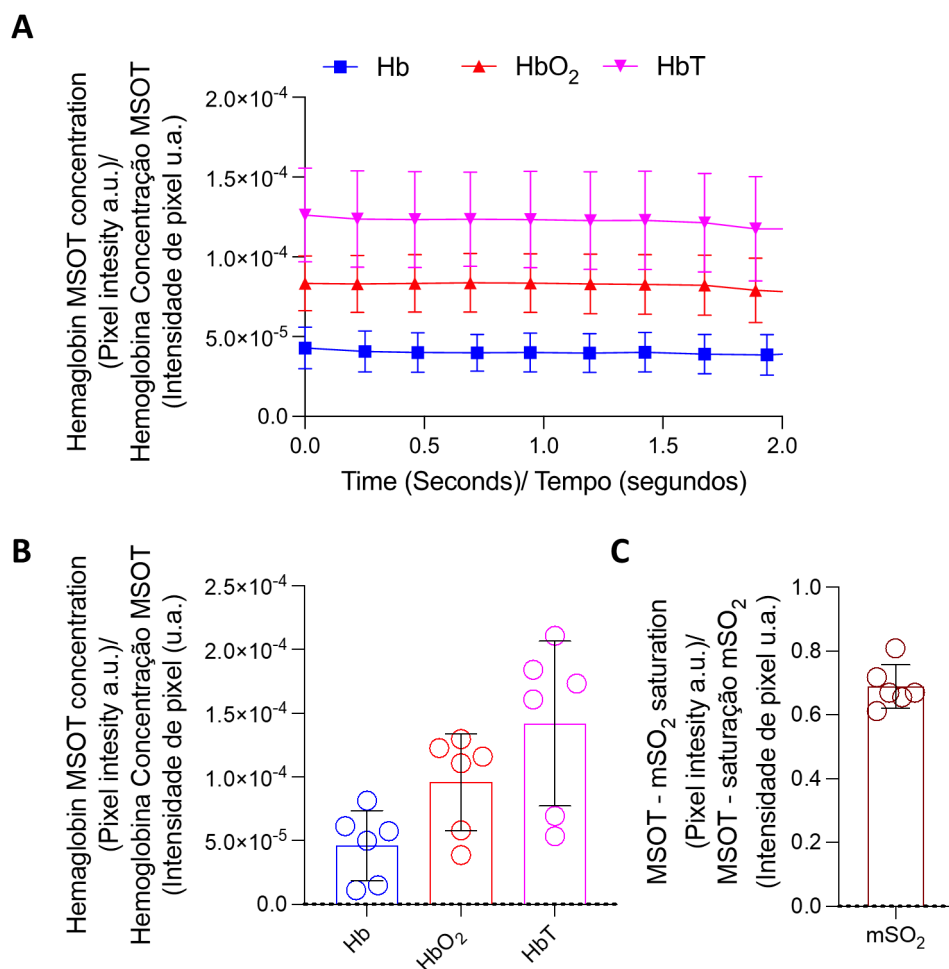 A
Hb HbO₂ HbT
Hemaglobin MSOT concentration
(Pixel intesity a.u.)/
Hemoglobina Concentração MSOT
(Intensidade de pixel u.a.)
2.0×10⁻⁴
1.5×10⁻⁴
1.0×10⁻⁴
5.0×10⁻⁵
0.0
0.0 0.5 1.0 1.5 2.0
Time (Seconds)/ Tempo (segundos)
B
Hemaglobin MSOT concentration
(Pixel intesity a.u.)/
Hemoglobina Concentração MSOT
(Intensidade de pixel (u.a.)
2.5×10⁻⁴
2.0×10⁻⁴
1.5×10⁻⁴
1.0×10⁻⁴
5.0×10⁻⁵
0.0
Hb
HbO₂
HbT
C
MSOT - mSO₂ saturation
(Pixel intesity a.u.)/
MSOT - saturação mSO₂
(Intensidade de pixel u.a.)
1.0
0.8
0.6
0.4
0.2
0.0
mSO₂